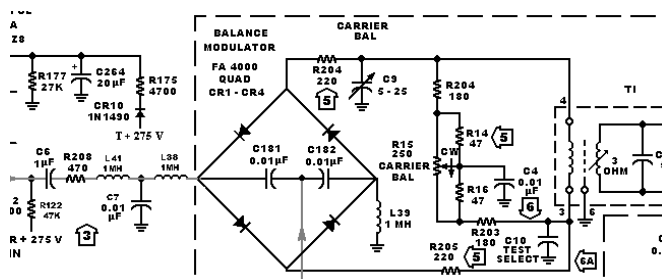 P
A
Z8
R177
27K
+
C264
20µF
R175
4700
CR10
1N1490
T + 275 V
BALANCE
MODULATOR
FA 4000
QUAD
CR1 - CR4
CARRIER
BAL
R204
220
5
C9
5 - 25
R204
180
R14
47
5
R15
250
CW
CARRIER
BAL
R16
47
C4
0.01
µF
6
R203
180
C10
TEST
SELECT
4
3
6
T1
3
OHM
C
C6
1µF
R208
470
L41
1MH
L38
1MH
C7
0.01
µF
R122
47K
2
00
R + 275 V
IN
3
C181
0.01µF
C182
0.01µF
L39
1 MH
R205
220
5
6A